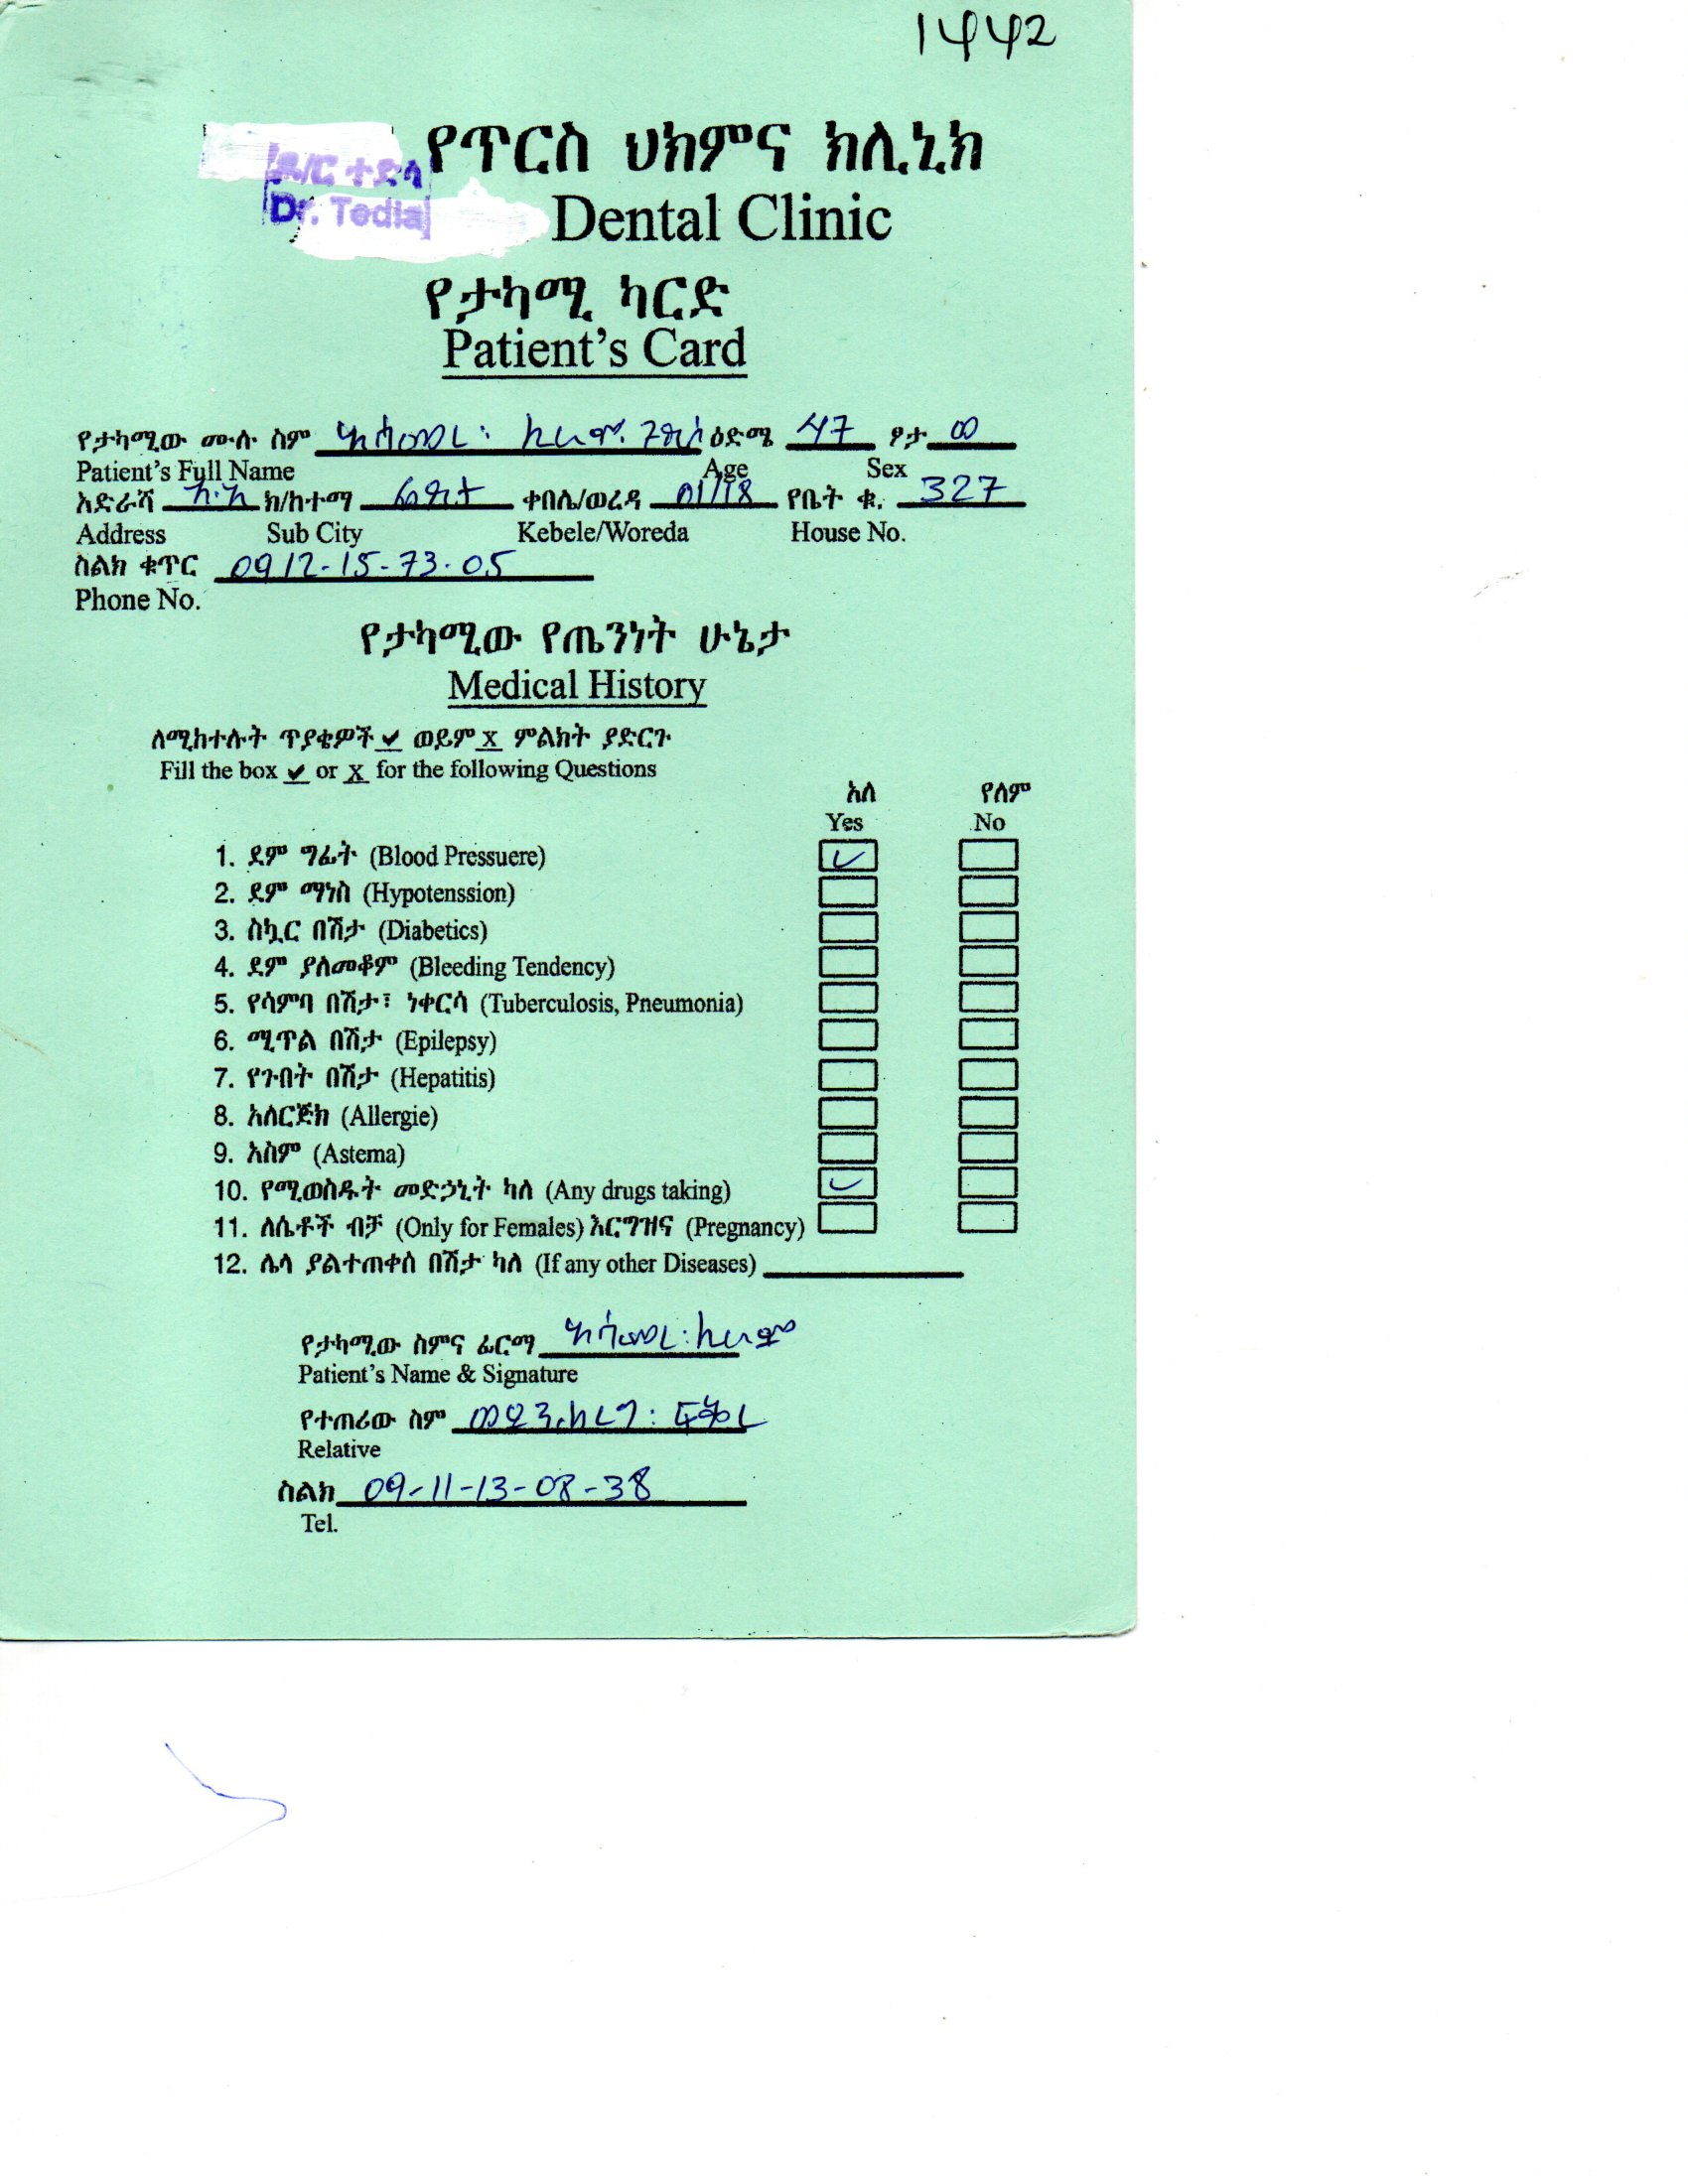 1442
የጥርስ ህክምና ክሊኒክ
ዶ/ር ተድላ
Dr. Tedla
Dental Clinic
የታካሚ ካርድ
Patient's Card
የታካሚው ሙሉ ስም ዕድሜ 47 ፆታ ወ
Patient's Full Name Age Sex
አድራሻ አ.አ ክ/ከተማ ቀበሌ/ወረዳ 01/18 የቤት ቁ. 327
Address Sub City Kebele/Woreda House No.
ስልክ ቁጥር 0912-15-73-05
Phone No.
የታካሚው የጤንነት ሁኔታ
Medical History
ለሚከተሉት ጥያቄዎች ✔ ወይም X ምልክት ያድርጉ
Fill the box ✔ or X for the following Questions
አለ የለም
Yes No
1. ደም ግፊት (Blood Pressuere) ✓
2. ደም ማነስ (Hypotenssion)
3. ስኳር በሽታ (Diabetics)
4. ደም ያለመቆም (Bleeding Tendency)
5. የሳምባ በሽታ፣ ነቀርሳ (Tuberculosis, Pneumonia)
6. ሚጥል በሽታ (Epilepsy)
7. የጉበት በሽታ (Hepatitis)
8. አለርጅክ (Allergie)
9. አስም (Astema)
10. የሚወስዱት መድኃኒት ካለ (Any drugs taking) ✓
11. ለሴቶች ብቻ (Only for Females) እርግዝና (Pregnancy)
12. ሌላ ያልተጠቀሰ በሽታ ካለ (If any other Diseases)
የታካሚው ስምና ፊርማ
Patient's Name & Signature
የተጠሪው ስም
Relative
ስልክ 09-11-13-08-38
Tel.